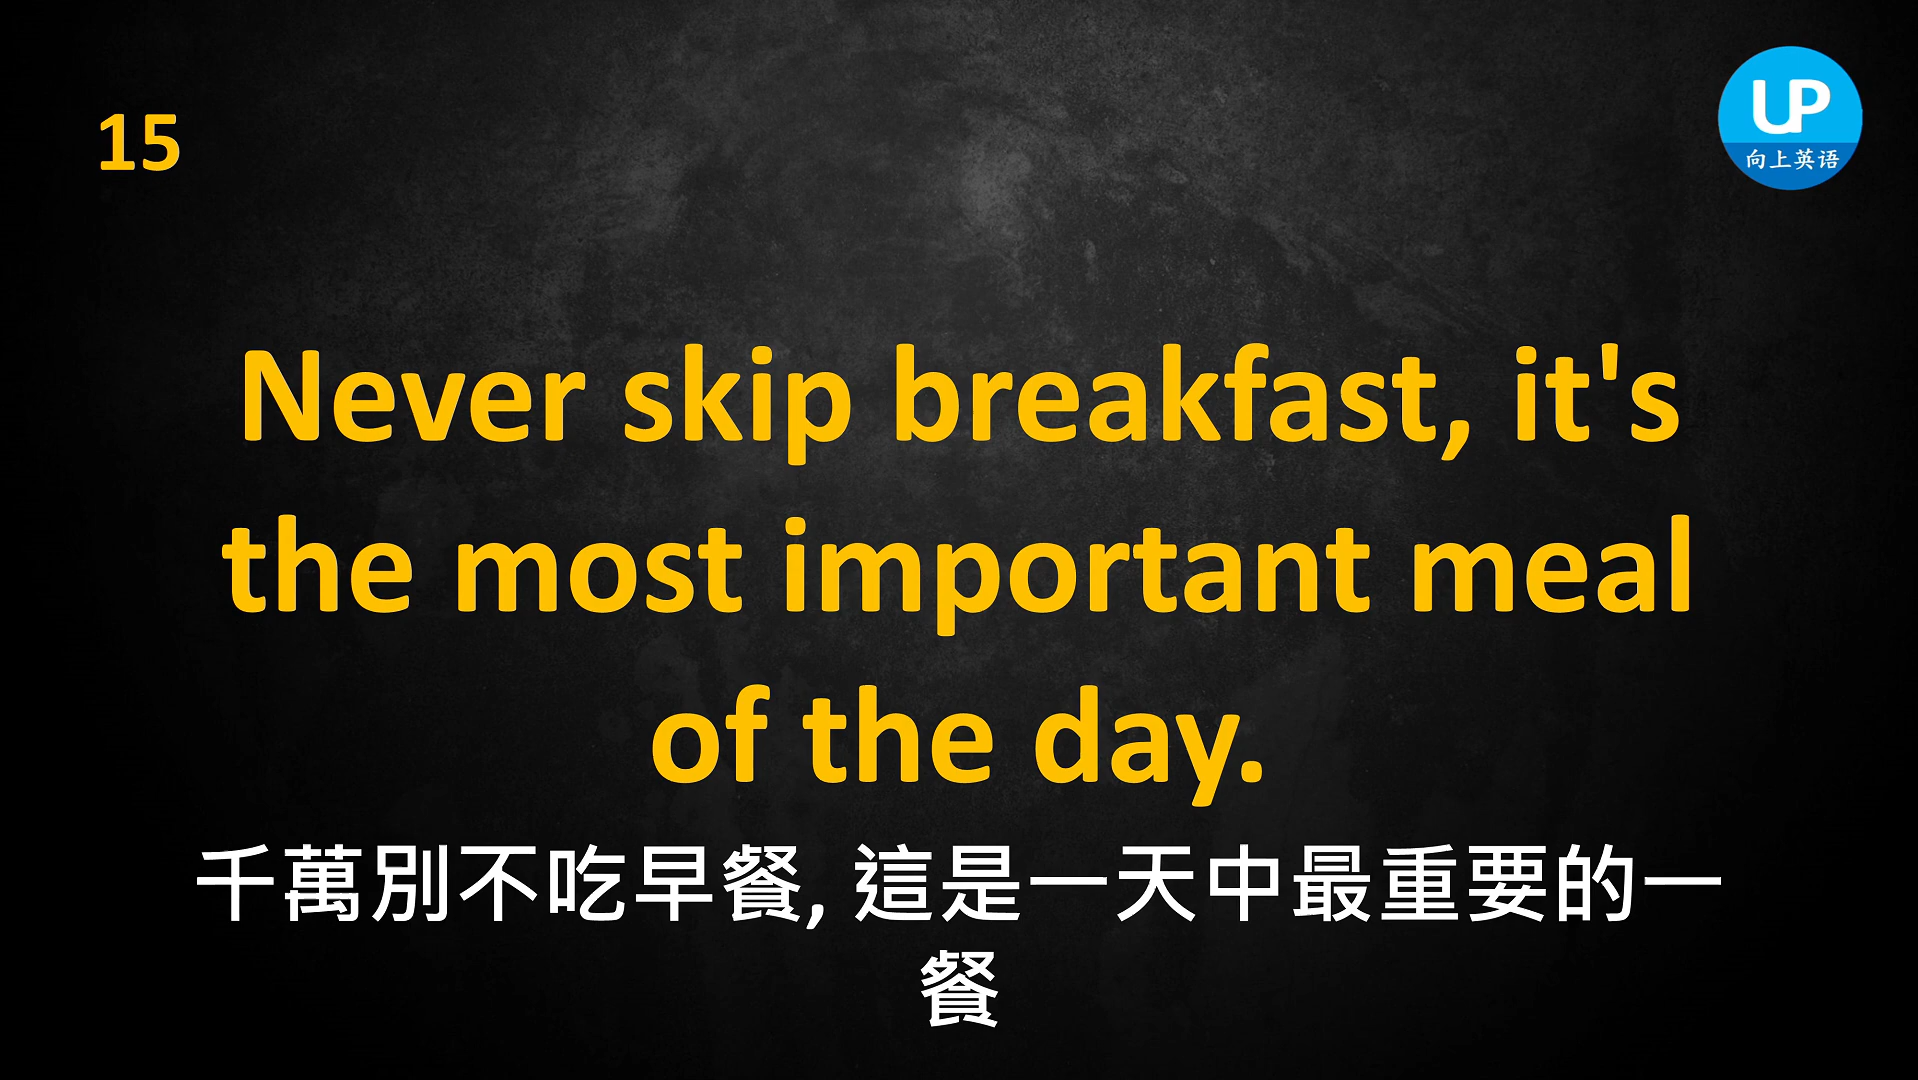 15
UP
向上英语
Never skip breakfast, it's
the most important meal
of the day.
千萬別不吃早餐, 這是一天中最重要的一
餐